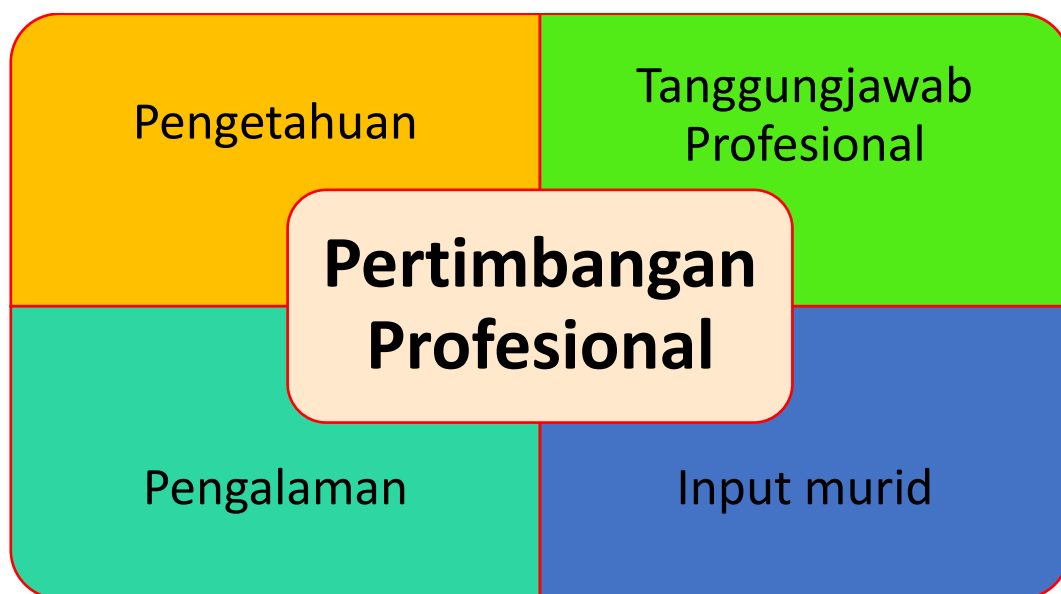 Pengetahuan
Tanggungjawab
Profesional
Pertimbangan
Profesional
Pengalaman
Input murid